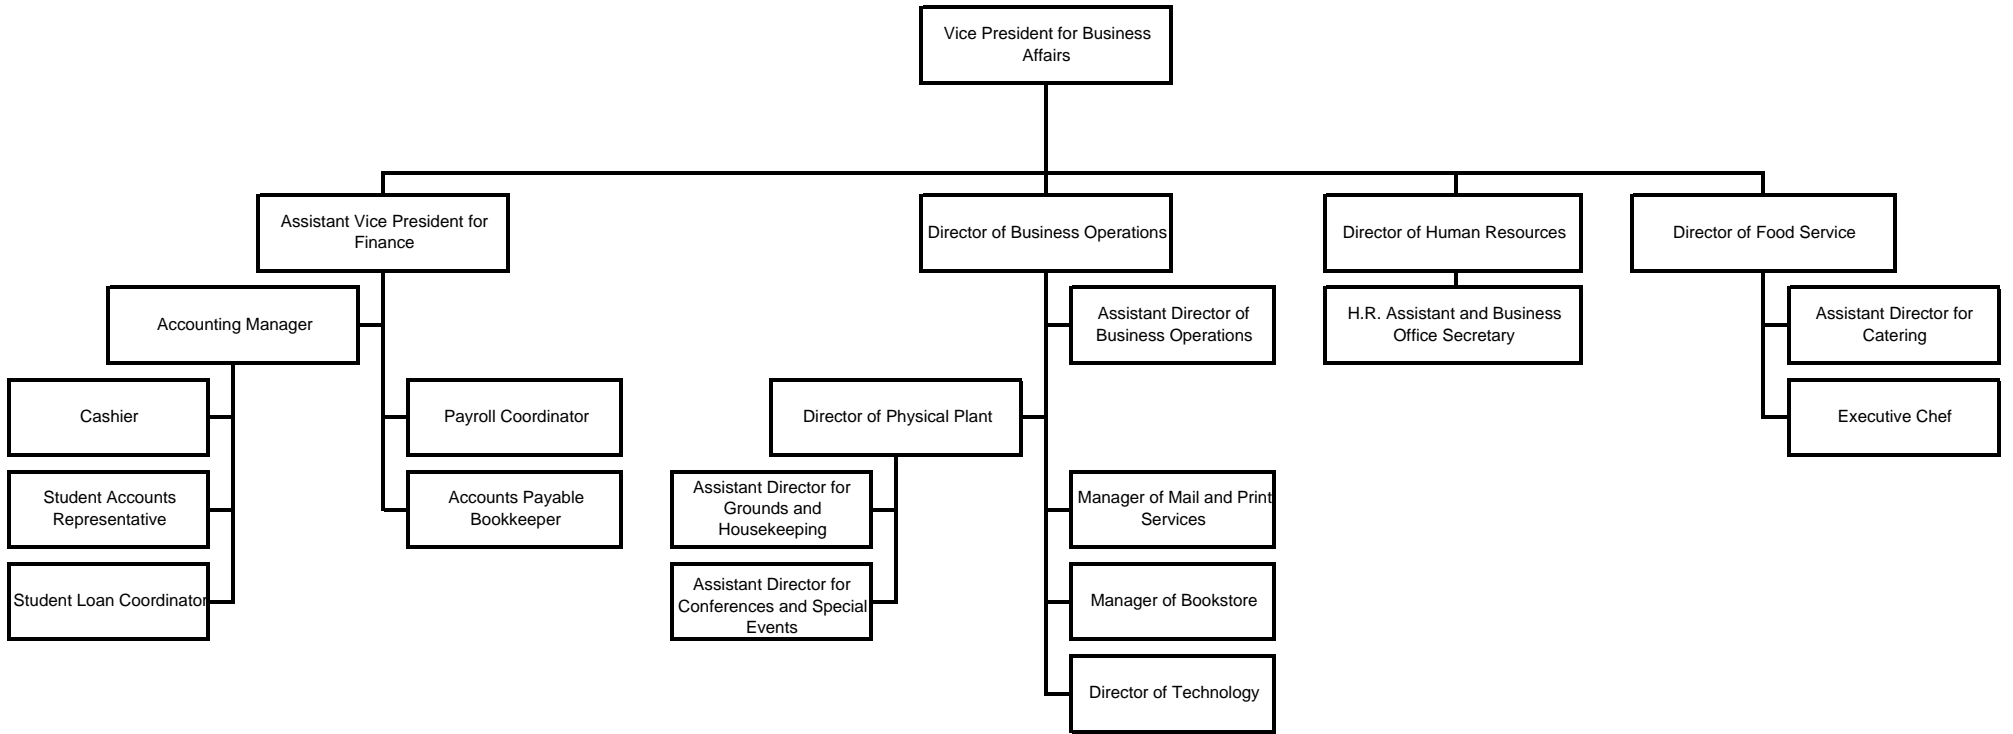 Vice President for Business
Affairs
Assistant Vice President for
Finance
Director of Business Operations
Director of Human Resources
Director of Food Service
Accounting Manager
Assistant Director of
Business Operations
H.R. Assistant and Business
Office Secretary
Assistant Director for
Catering
Cashier
Payroll Coordinator
Director of Physical Plant
Executive Chef
Student Accounts
Representative
Accounts Payable
Bookkeeper
Assistant Director for
Grounds and
Housekeeping
Manager of Mail and Print
Services
Student Loan Coordinator
Assistant Director for
Conferences and Special
Events
Manager of Bookstore
Director of Technology